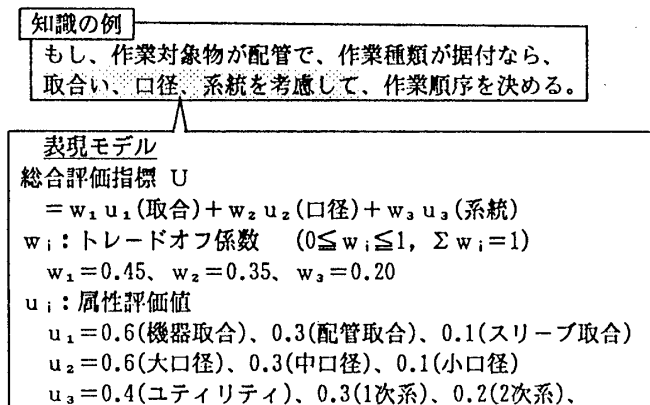 知識の例
もし、作業対象物が配管で、作業種類が据付なら、
取合い、口径、系統を考慮して、作業順序を決める。
表現モデル
総合評価指標 U
=w₁u₁(取合)+w₂u₂(口径)+w₃u₃(系統)
wᵢ:トレードオフ係数 (0≦wᵢ≦1, Σwᵢ=1)
w₁=0.45、w₂=0.35、w₃=0.20
uᵢ:属性評価値
u₁=0.6(機器取合)、0.3(配管取合)、0.1(スリーブ取合)
u₂=0.6(大口径)、0.3(中口径)、0.1(小口径)
u₃=0.4(ユティリティ)、0.3(1次系)、0.2(2次系)、